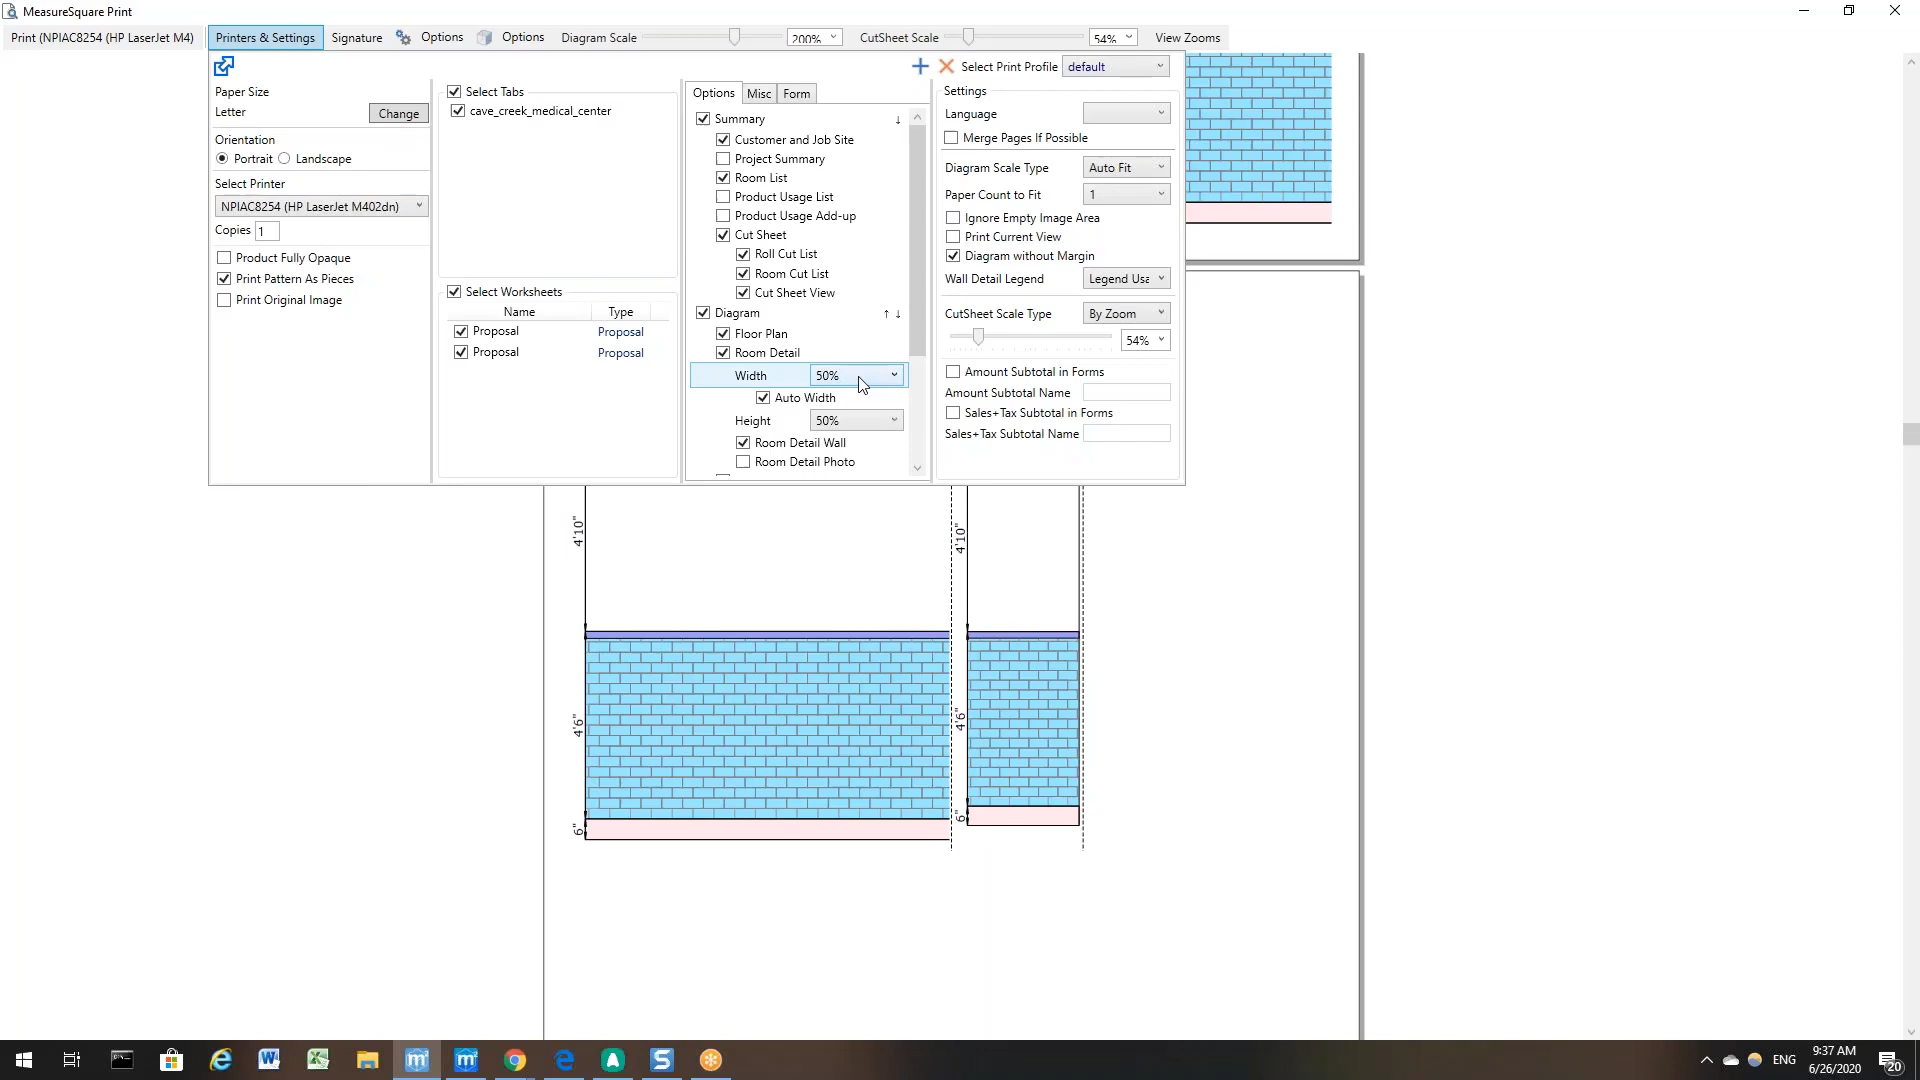 MeasureSquare Print
Print (NPIAC8254 (HP LaserJet M4)
Printers & Settings
Signature
Options
Options
Diagram Scale
200%
CutSheet Scale
54%
View Zooms
Select Print Profile
default
Paper Size
Letter
Change
Orientation
Portrait
Landscape
Select Printer
NPIAC8254 (HP LaserJet M402dn)
Copies
1
Product Fully Opaque
Print Pattern As Pieces
Print Original Image
Select Tabs
cave_creek_medical_center
Select Worksheets
Name
Type
Proposal
Proposal
Proposal
Proposal
Options
Misc
Form
Summary
Customer and Job Site
Project Summary
Room List
Product Usage List
Product Usage Add-up
Cut Sheet
Roll Cut List
Room Cut List
Cut Sheet View
Diagram
Floor Plan
Room Detail
Width
50%
Auto Width
Height
50%
Room Detail Wall
Room Detail Photo
Settings
Language
Merge Pages If Possible
Diagram Scale Type
Auto Fit
Paper Count to Fit
1
Ignore Empty Image Area
Print Current View
Diagram without Margin
Wall Detail Legend
Legend Usa
CutSheet Scale Type
By Zoom
54%
Amount Subtotal in Forms
Amount Subtotal Name
Sales+Tax Subtotal in Forms
Sales+Tax Subtotal Name
4'10"
4'10"
4'6"
4'6"
6"
6"
ENG
9:37 AM
6/26/2020
20